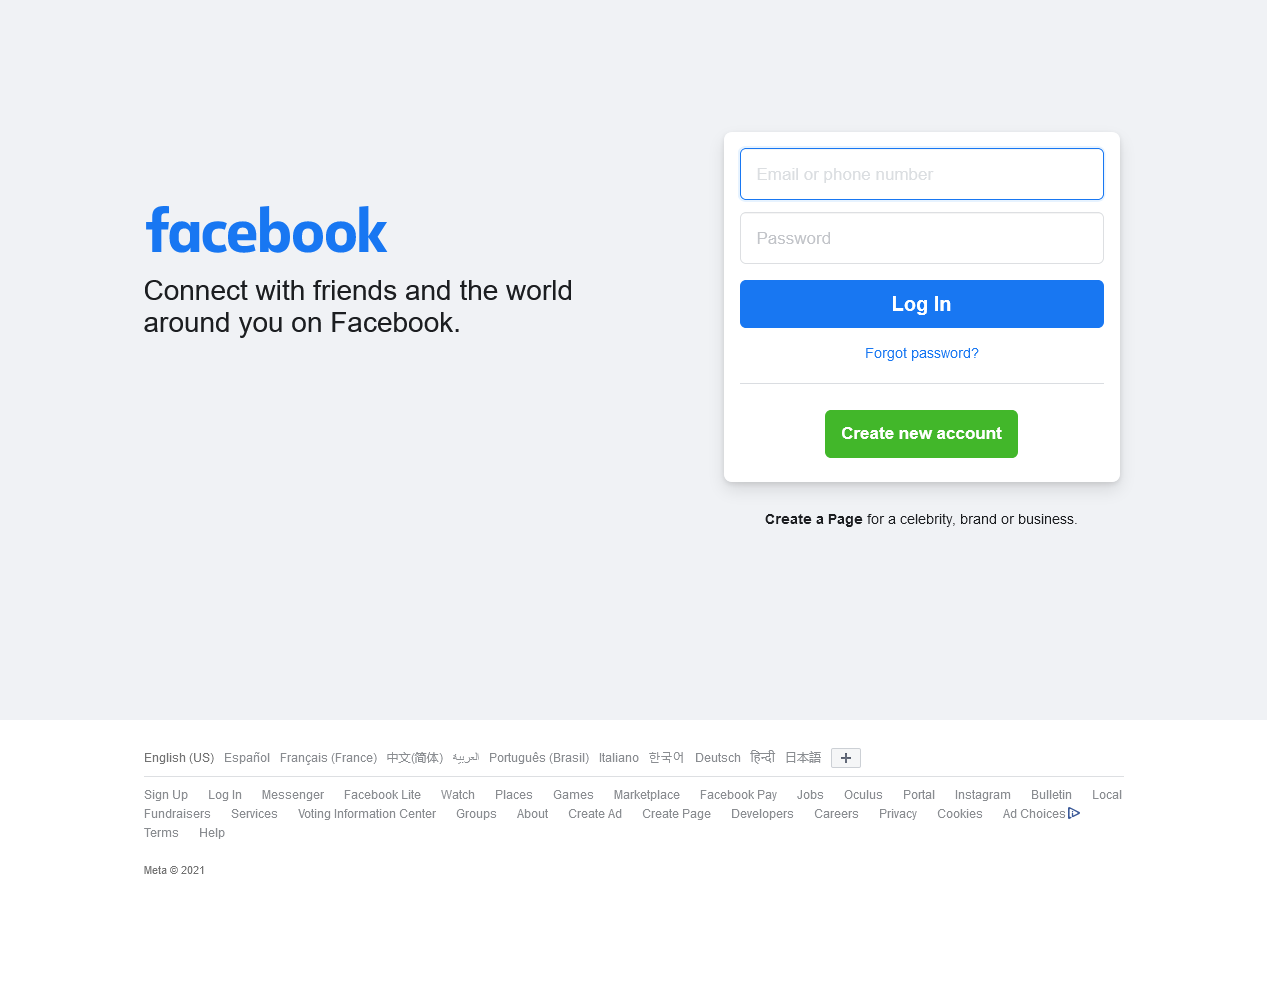 facebook
Connect with friends and the world
around you on Facebook.
Email or phone number
Password
Log In
Forgot password?
Create new account
Create a Page for a celebrity, brand or business.
English (US) Español Français (France) 中文(简体) العربية Português (Brasil) Italiano 한국어 Deutsch हिन्दी 日本語
Sign Up Log In Messenger Facebook Lite Watch Places Games Marketplace Facebook Pay Jobs Oculus Portal Instagram Bulletin Local
Fundraisers Services Voting Information Center Groups About Create Ad Create Page Developers Careers Privacy Cookies Ad Choices
Terms Help
Meta © 2021